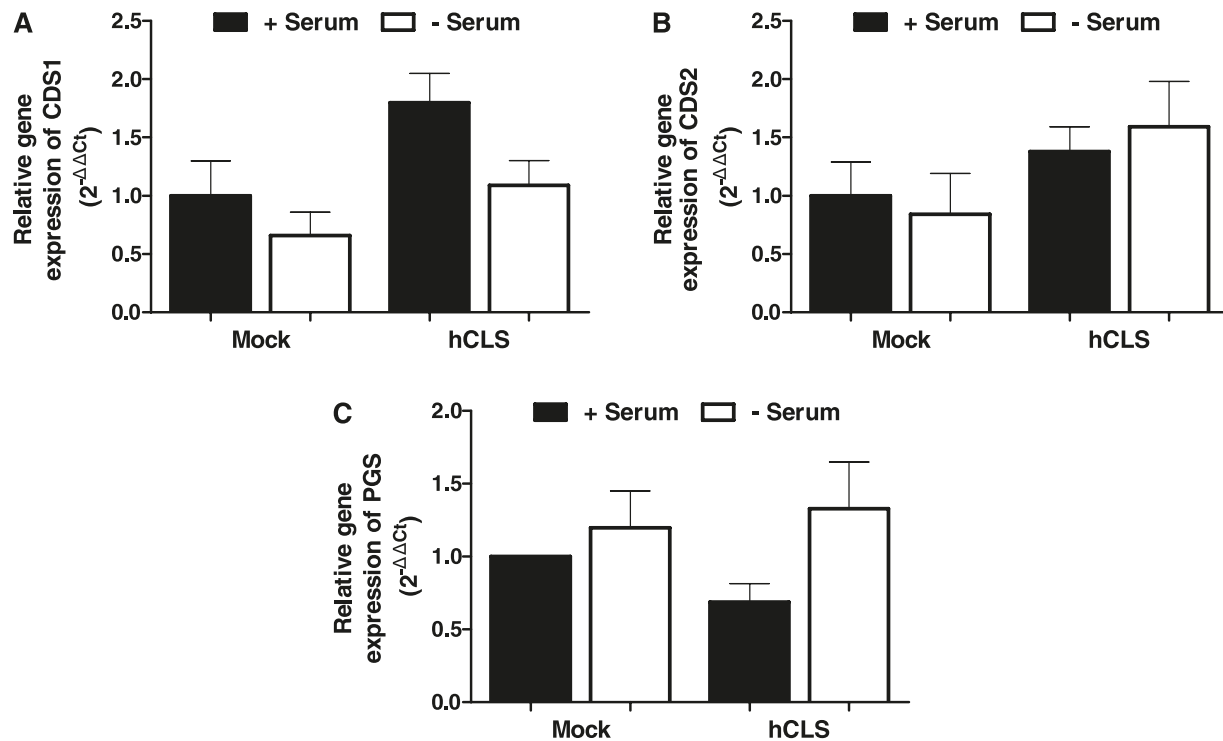 A
+ Serum - Serum
Relative gene
expression of CDS1
(2-ΔΔCt)
2.5
2.0
1.5
1.0
0.5
0.0
Mock hCLS
B
+ Serum - Serum
Relative gene
expression of CDS2
(2-ΔΔCt)
2.5
2.0
1.5
1.0
0.5
0.0
Mock hCLS
C
+ Serum - Serum
Relative gene
expression of PGS
(2-ΔΔCt)
2.0
1.5
1.0
0.5
0.0
Mock hCLS